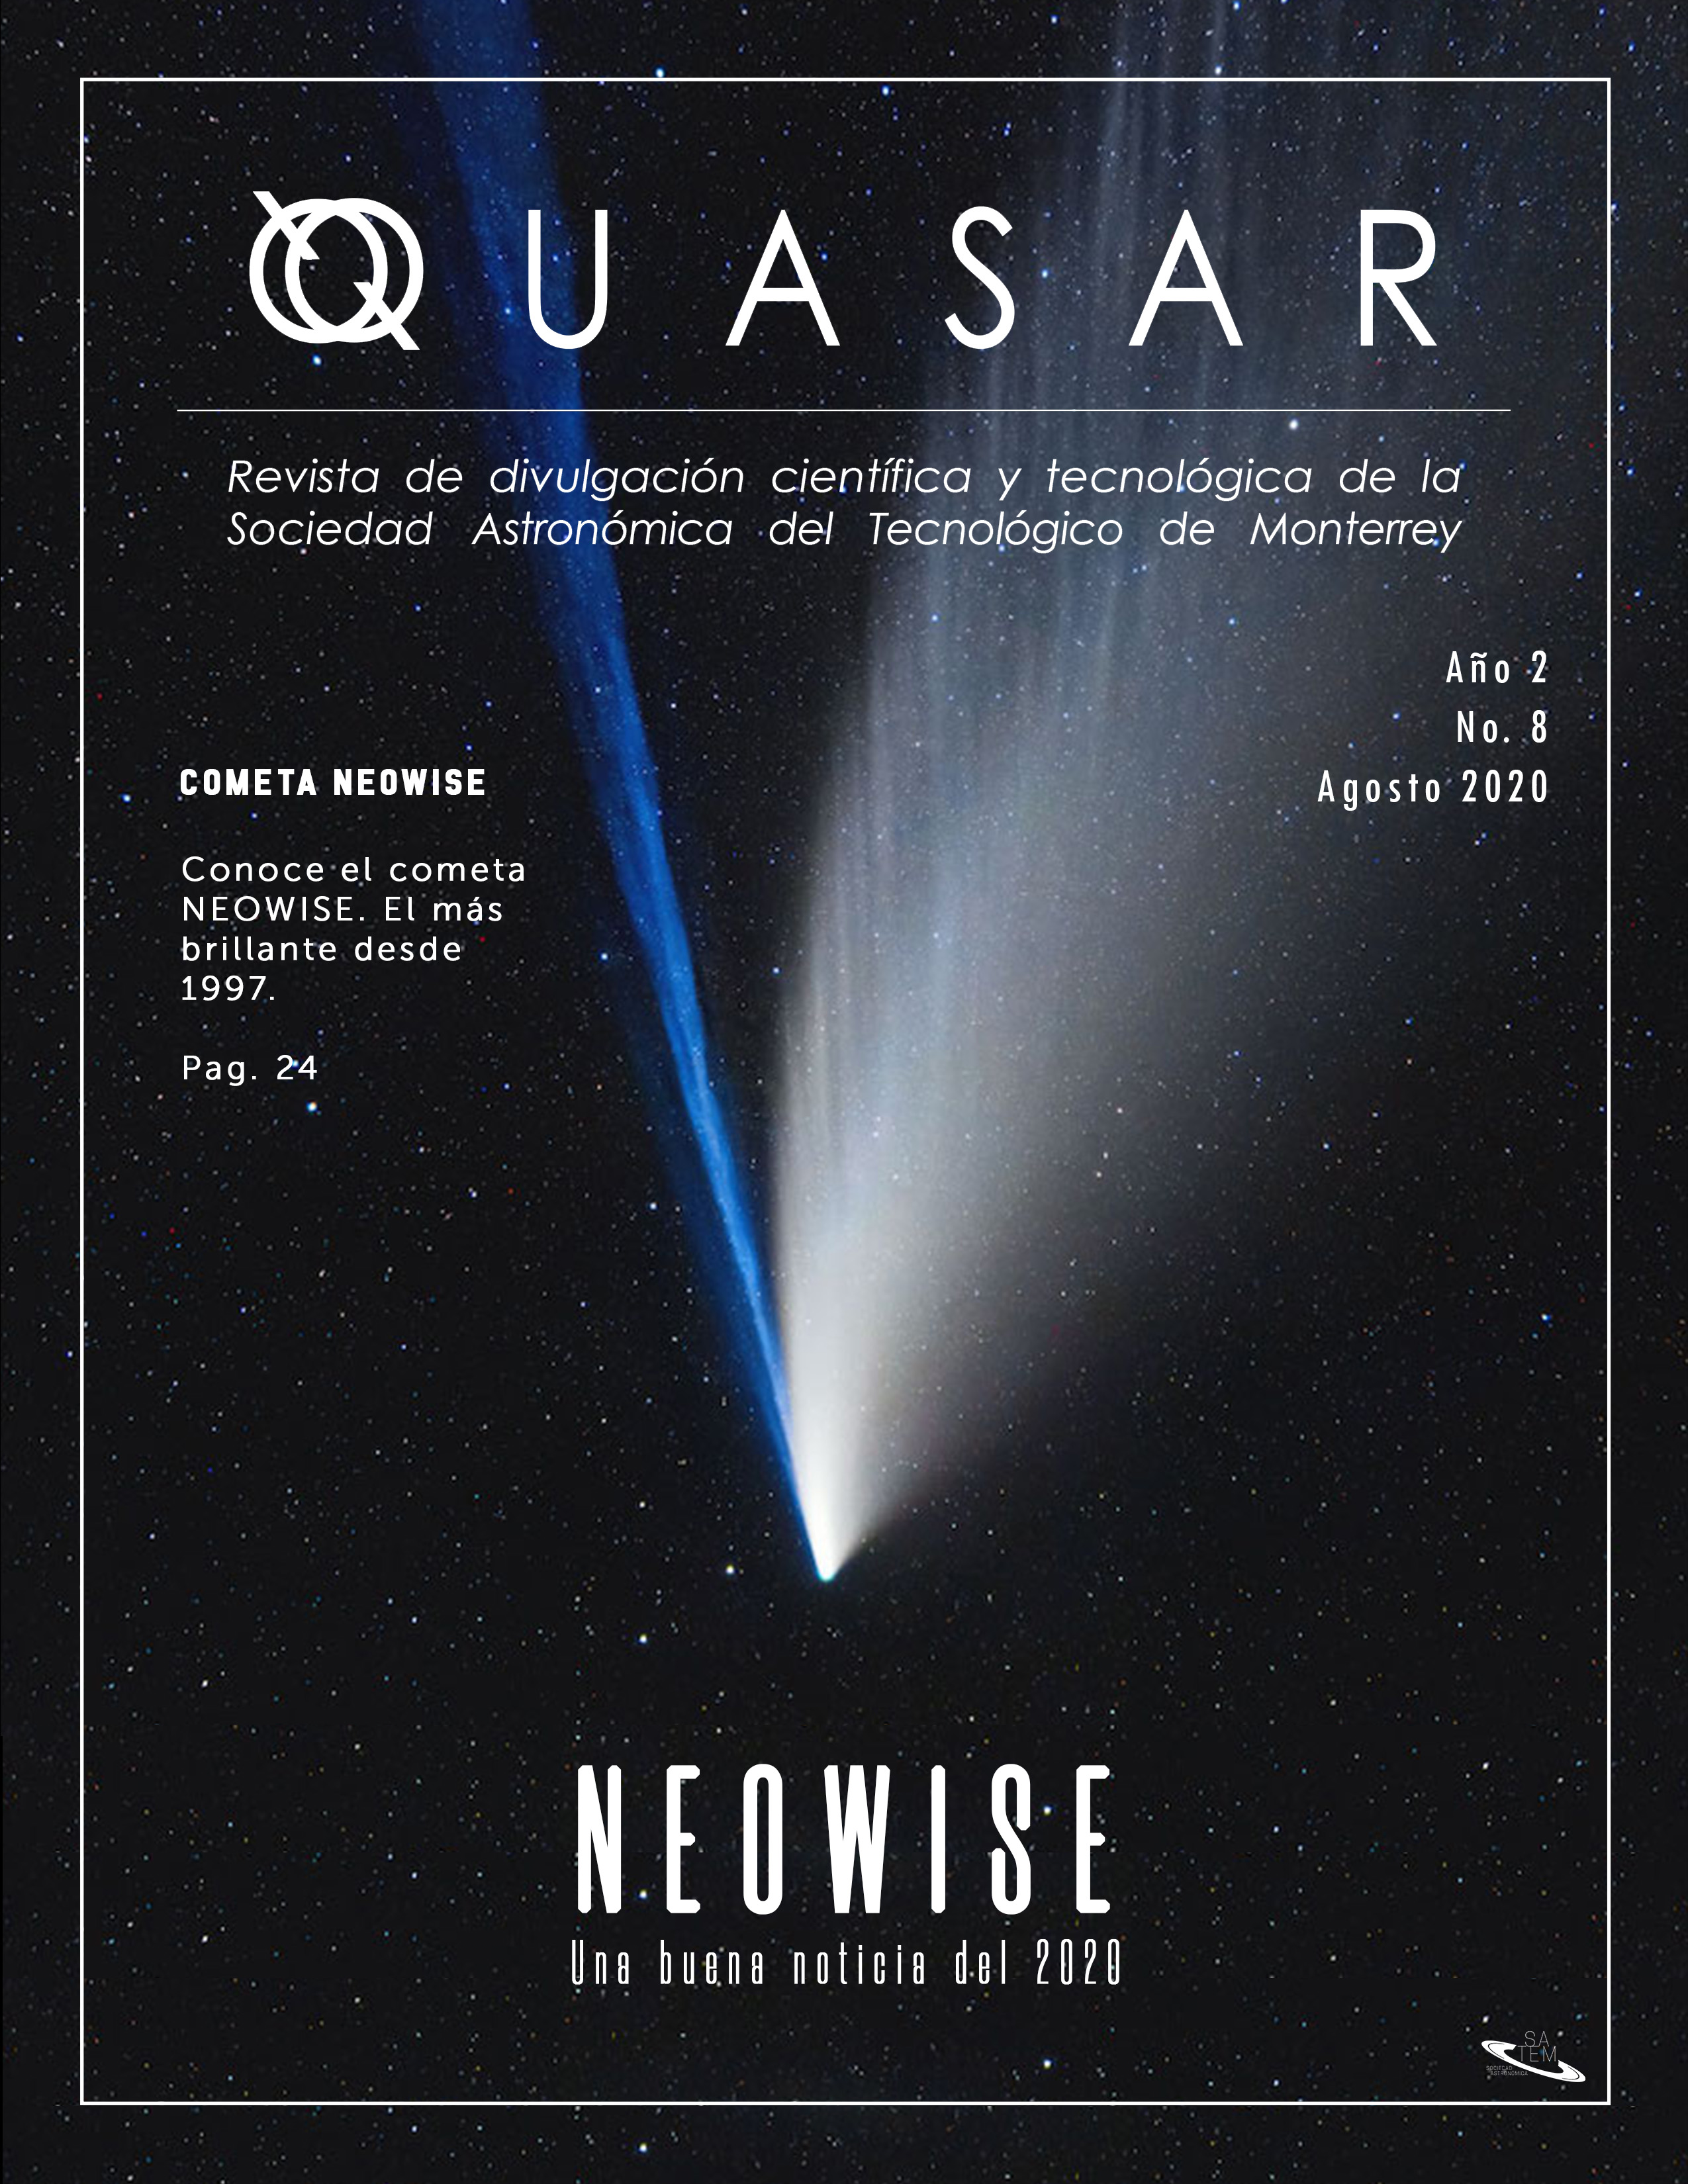 QUASAR
Revista de divulgación científica y tecnológica de la
Sociedad Astronómica del Tecnológico de Monterrey
Año 2
No. 8
Agosto 2020
COMETA NEOWISE
Conoce el cometa
NEOWISE. El más
brillante desde
1997.
Pag. 24
NEOWISE
Una buena noticia del 2020
SA
TEM
SOCIEDAD
ASTRONÓMICA